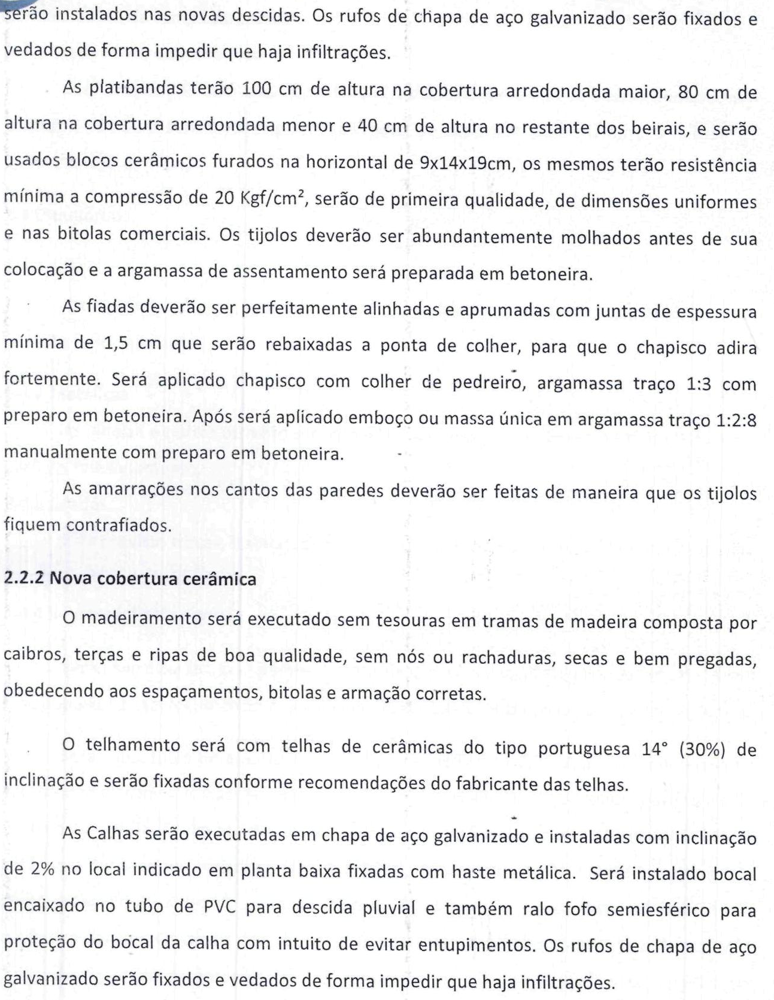 serão instalados nas novas descidas. Os rufos de chapa de aço galvanizado serão fixados e
vedados de forma impedir que haja infiltrações.
As platibandas terão 100 cm de altura na cobertura arredondada maior, 80 cm de
altura na cobertura arredondada menor e 40 cm de altura no restante dos beirais, e serão
usados blocos cerâmicos furados na horizontal de 9x14x19cm, os mesmos terão resistência
mínima a compressão de 20 Kgf/cm², serão de primeira qualidade, de dimensões uniformes
e nas bitolas comerciais. Os tijolos deverão ser abundantemente molhados antes de sua
colocação e a argamassa de assentamento será preparada em betoneira.
As fiadas deverão ser perfeitamente alinhadas e aprumadas com juntas de espessura
mínima de 1,5 cm que serão rebaixadas a ponta de colher, para que o chapisco adira
fortemente. Será aplicado chapisco com colher de pedreiro, argamassa traço 1:3 com
preparo em betoneira. Após será aplicado emboço ou massa única em argamassa traço 1:2:8
manualmente com preparo em betoneira.
As amarrações nos cantos das paredes deverão ser feitas de maneira que os tijolos
fiquem contrafiados.
2.2.2 Nova cobertura cerâmica
O madeiramento será executado sem tesouras em tramas de madeira composta por
caibros, terças e ripas de boa qualidade, sem nós ou rachaduras, secas e bem pregadas,
obedecendo aos espaçamentos, bitolas e armação corretas.
O telhamento será com telhas de cerâmicas do tipo portuguesa 14° (30%) de
inclinação e serão fixadas conforme recomendações do fabricante das telhas.
As Calhas serão executadas em chapa de aço galvanizado e instaladas com inclinação
de 2% no local indicado em planta baixa fixadas com haste metálica. Será instalado bocal
encaixado no tubo de PVC para descida pluvial e também ralo fofo semiesférico para
proteção do bocal da calha com intuito de evitar entupimentos. Os rufos de chapa de aço
galvanizado serão fixados e vedados de forma impedir que haja infiltrações.